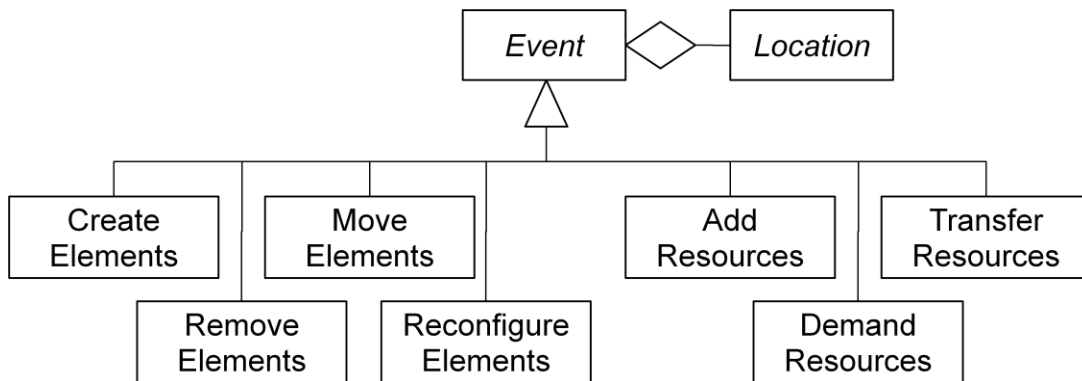 Event
Location
Create
Elements
Move
Elements
Add
Resources
Transfer
Resources
Remove
Elements
Reconfigure
Elements
Demand
Resources